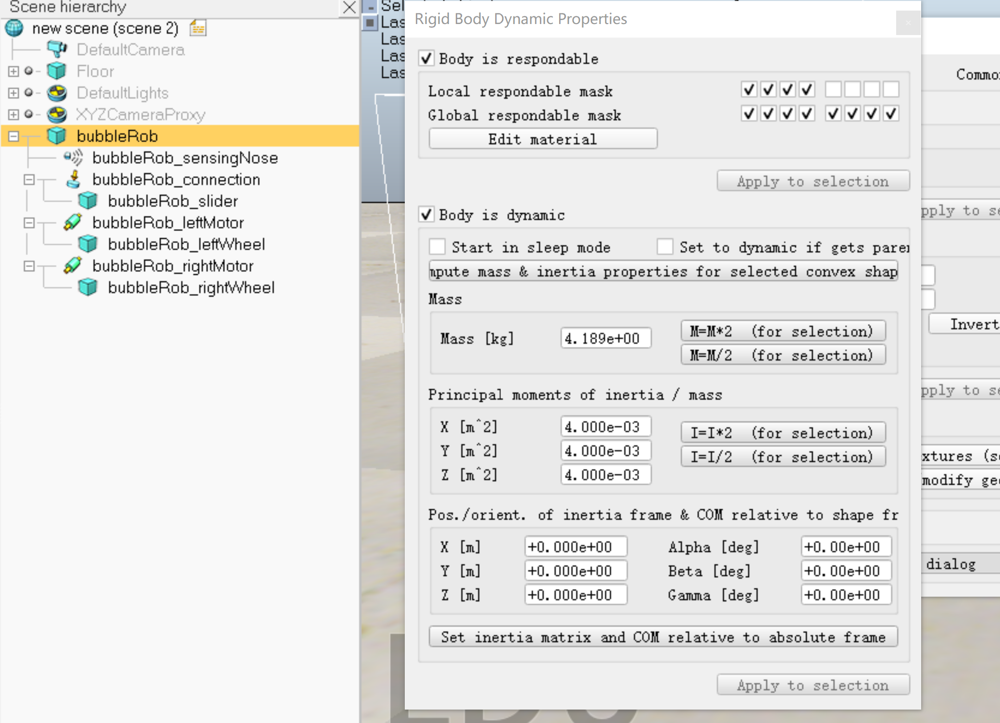 Scene hierarchy
new scene (scene 2)
DefaultCamera
Floor
DefaultLights
XYZCameraProxy
bubbleRob
bubbleRob_sensingNose
bubbleRob_connection
bubbleRob_slider
bubbleRob_leftMotor
bubbleRob_leftWheel
bubbleRob_rightMotor
bubbleRob_rightWheel
Sel
Las
Las
Las
Las
Rigid Body Dynamic Properties
Body is respondable
Local respondable mask
Global respondable mask
Edit material
Apply to selection
Body is dynamic
Start in sleep mode Set to dynamic if gets paren
mpute mass & inertia properties for selected convex shap
Mass
Mass [kg] 4.189e+00 M=M*2 (for selection)
M=M/2 (for selection)
Principal moments of inertia / mass
X [m^2] 4.000e-03 I=I*2 (for selection)
Y [m^2] 4.000e-03 I=I/2 (for selection)
Z [m^2] 4.000e-03
Pos./orient. of inertia frame & COM relative to shape fr
X [m] +0.000e+00 Alpha [deg] +0.00e+00
Y [m] +0.000e+00 Beta [deg] +0.00e+00
Z [m] +0.000e+00 Gamma [deg] +0.00e+00
Set inertia matrix and COM relative to absolute frame
Apply to selection
Commo
pply to se
Invert
pply to se
xtures (se
modify geo
dialog